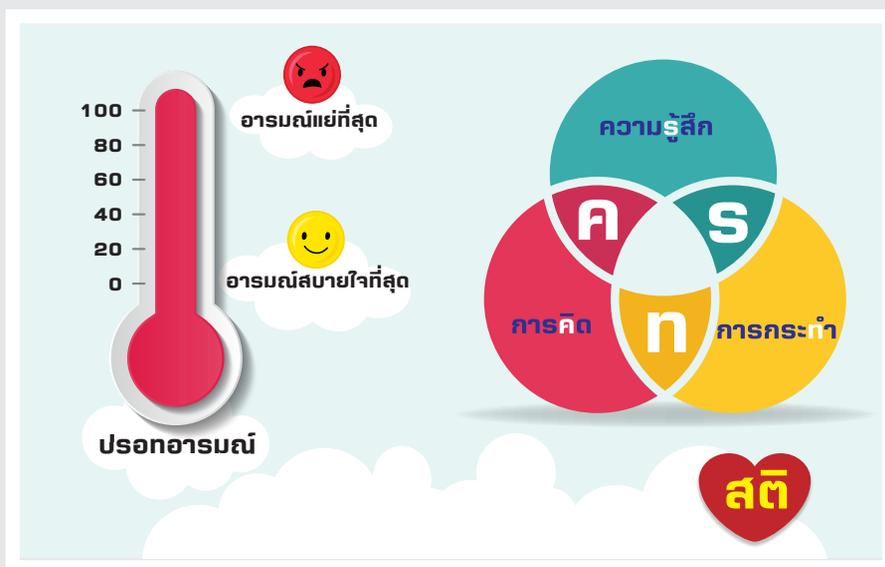 100
80
60
40
20
0
อารมณ์แย่ที่สุด
อารมณ์สบายใจที่สุด
ปรอทอารมณ์
ความรู้สึก
ค
ร
การคิด
ท
การกระทำ
สติ